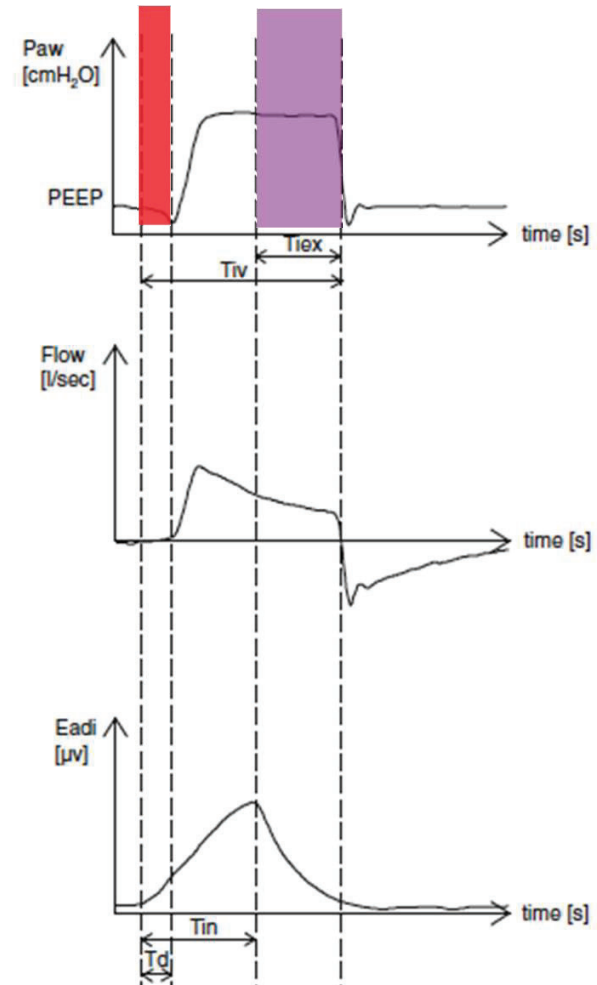 Paw
[cmH₂O]
PEEP
time [s]
Tiex
Tiv
Flow
[l/sec]
time [s]
Eadi
[μv]
time [s]
Tin
Td